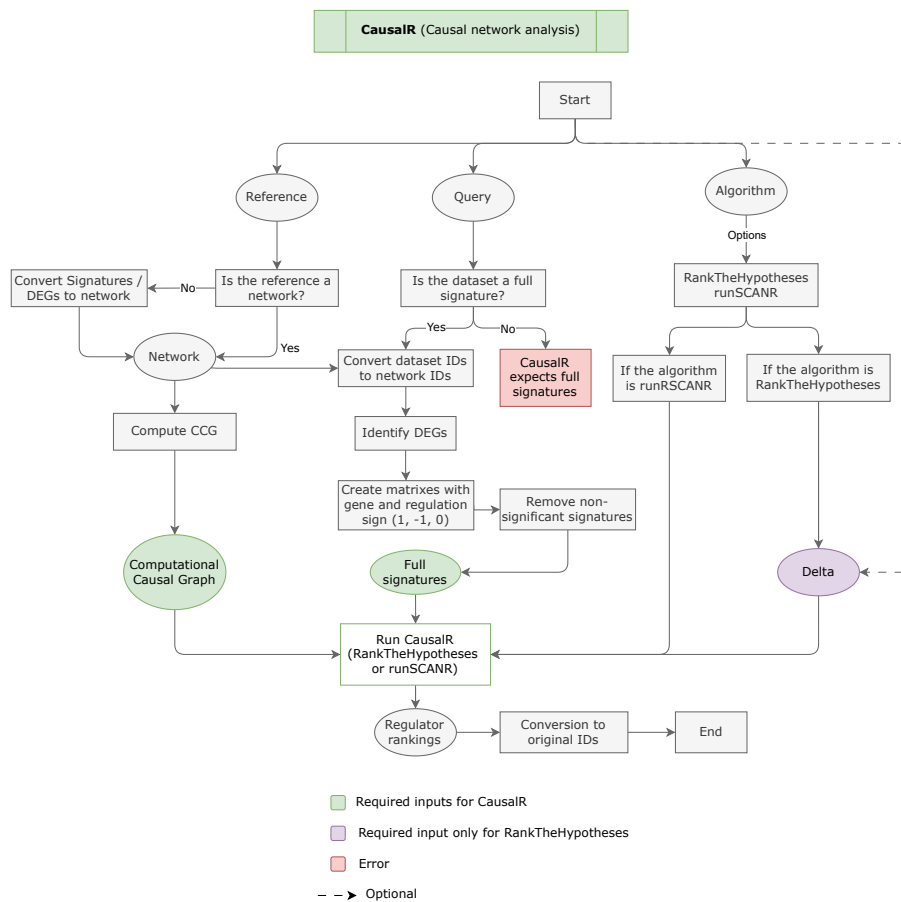 CausalR (Causal network analysis)
Start
Reference
Query
Algorithm
Options
Convert Signatures /
DEGs to network
No
Is the reference a
network?
Is the dataset a full
signature?
RankTheHypotheses
runSCANR
Yes
No
Yes
Network
Convert dataset IDs
to network IDs
CausalR
expects full
signatures
If the algorithm
is runRSCANR
If the algorithm is
RankTheHypotheses
Compute CCG
Identify DEGs
Create matrixes with
gene and regulation
sign (1, -1, 0)
Remove non-
significant signatures
Computational
Causal Graph
Full
signatures
Delta
Run CausalR
(RankTheHypotheses
or runSCANR)
Regulator
rankings
Conversion to
original IDs
End
Required inputs for CausalR
Required input only for RankTheHypotheses
Error
Optional